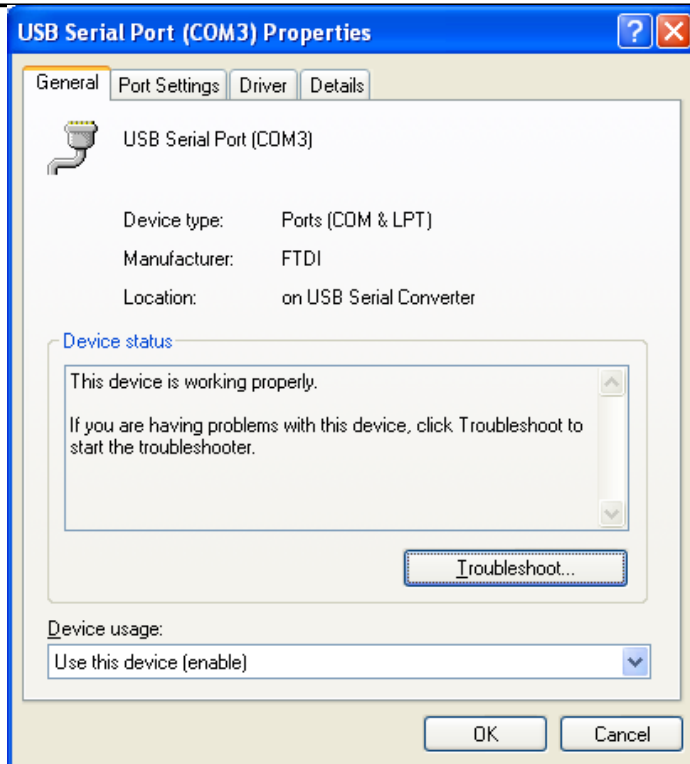 USB Serial Port (COM3) Properties
General Port Settings Driver Details
USB Serial Port (COM3)
Device type: Ports (COM & LPT)
Manufacturer: FTDI
Location: on USB Serial Converter
Device status
This device is working properly.
If you are having problems with this device, click Troubleshoot to
start the troubleshooter.
Troubleshoot...
Device usage:
Use this device (enable)
OK Cancel